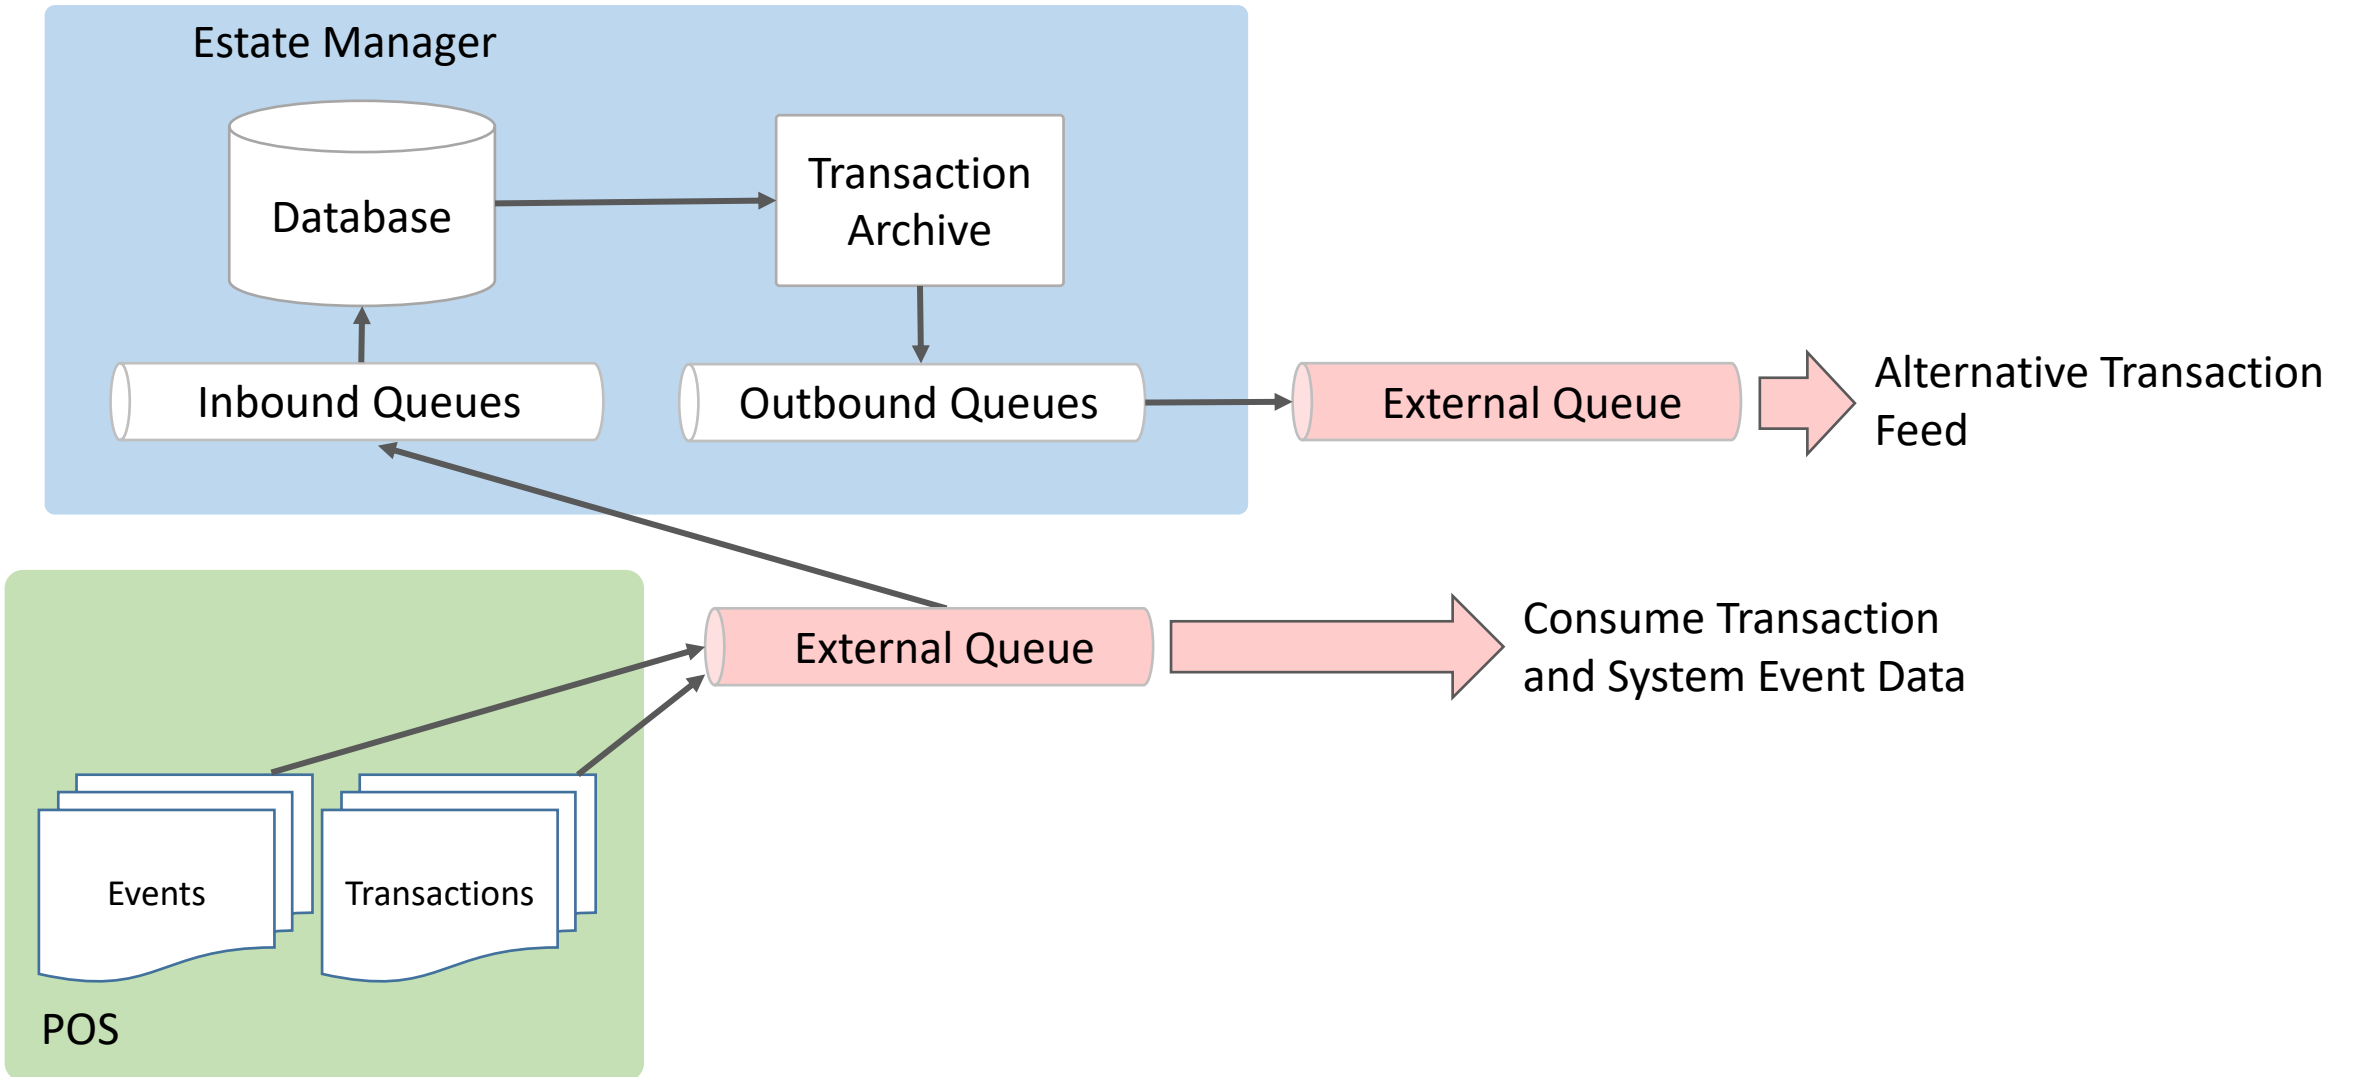 Estate Manager
Database
Transaction
Archive
Inbound Queues
Outbound Queues
External Queue
Alternative Transaction
Feed
External Queue
Consume Transaction
and System Event Data
Events
Transactions
POS